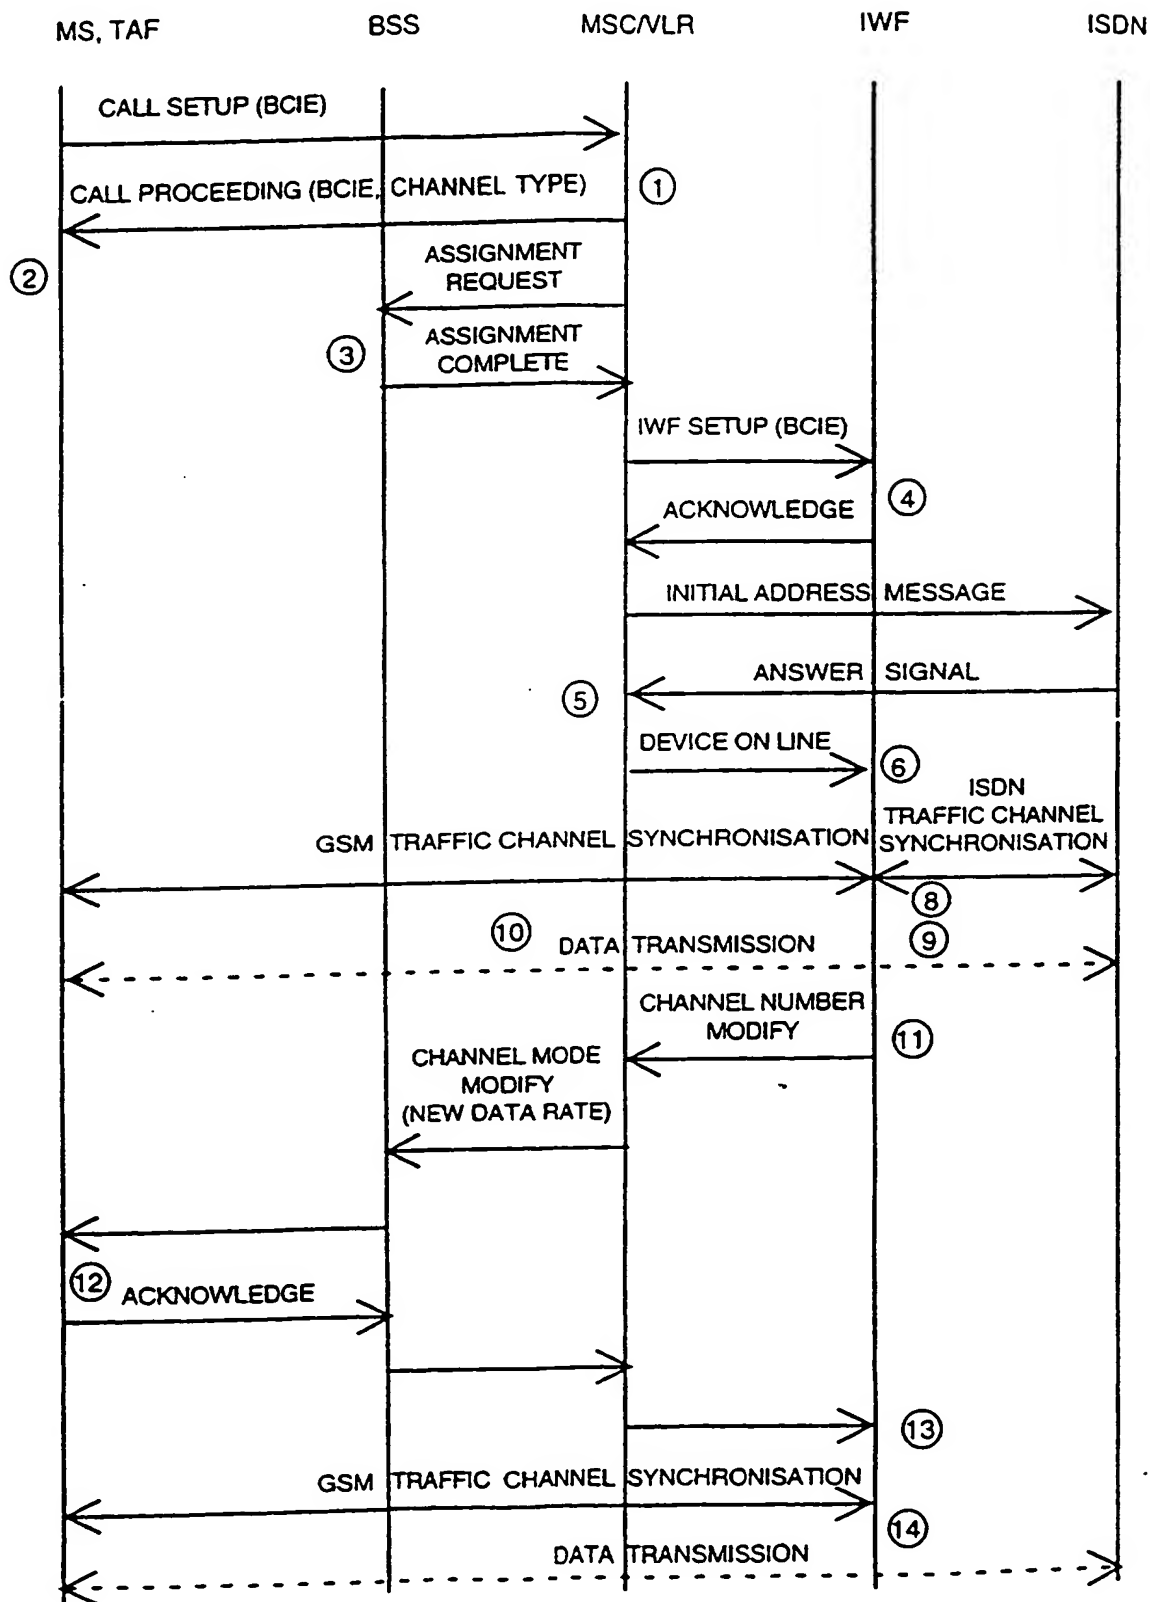 MS, TAF
BSS
MSC/VLR
IWF
ISDN
CALL SETUP (BCIE)
CALL PROCEEDING (BCIE, CHANNEL TYPE)
1
2
ASSIGNMENT
REQUEST
3
ASSIGNMENT
COMPLETE
IWF SETUP (BCIE)
4
ACKNOWLEDGE
INITIAL ADDRESS MESSAGE
ANSWER SIGNAL
5
DEVICE ON LINE
6
ISDN
TRAFFIC CHANNEL
SYNCHRONISATION
GSM TRAFFIC CHANNEL SYNCHRONISATION
8
9
10
DATA TRANSMISSION
CHANNEL NUMBER
MODIFY
11
CHANNEL MODE
MODIFY
(NEW DATA RATE)
12
ACKNOWLEDGE
13
GSM TRAFFIC CHANNEL SYNCHRONISATION
14
DATA TRANSMISSION